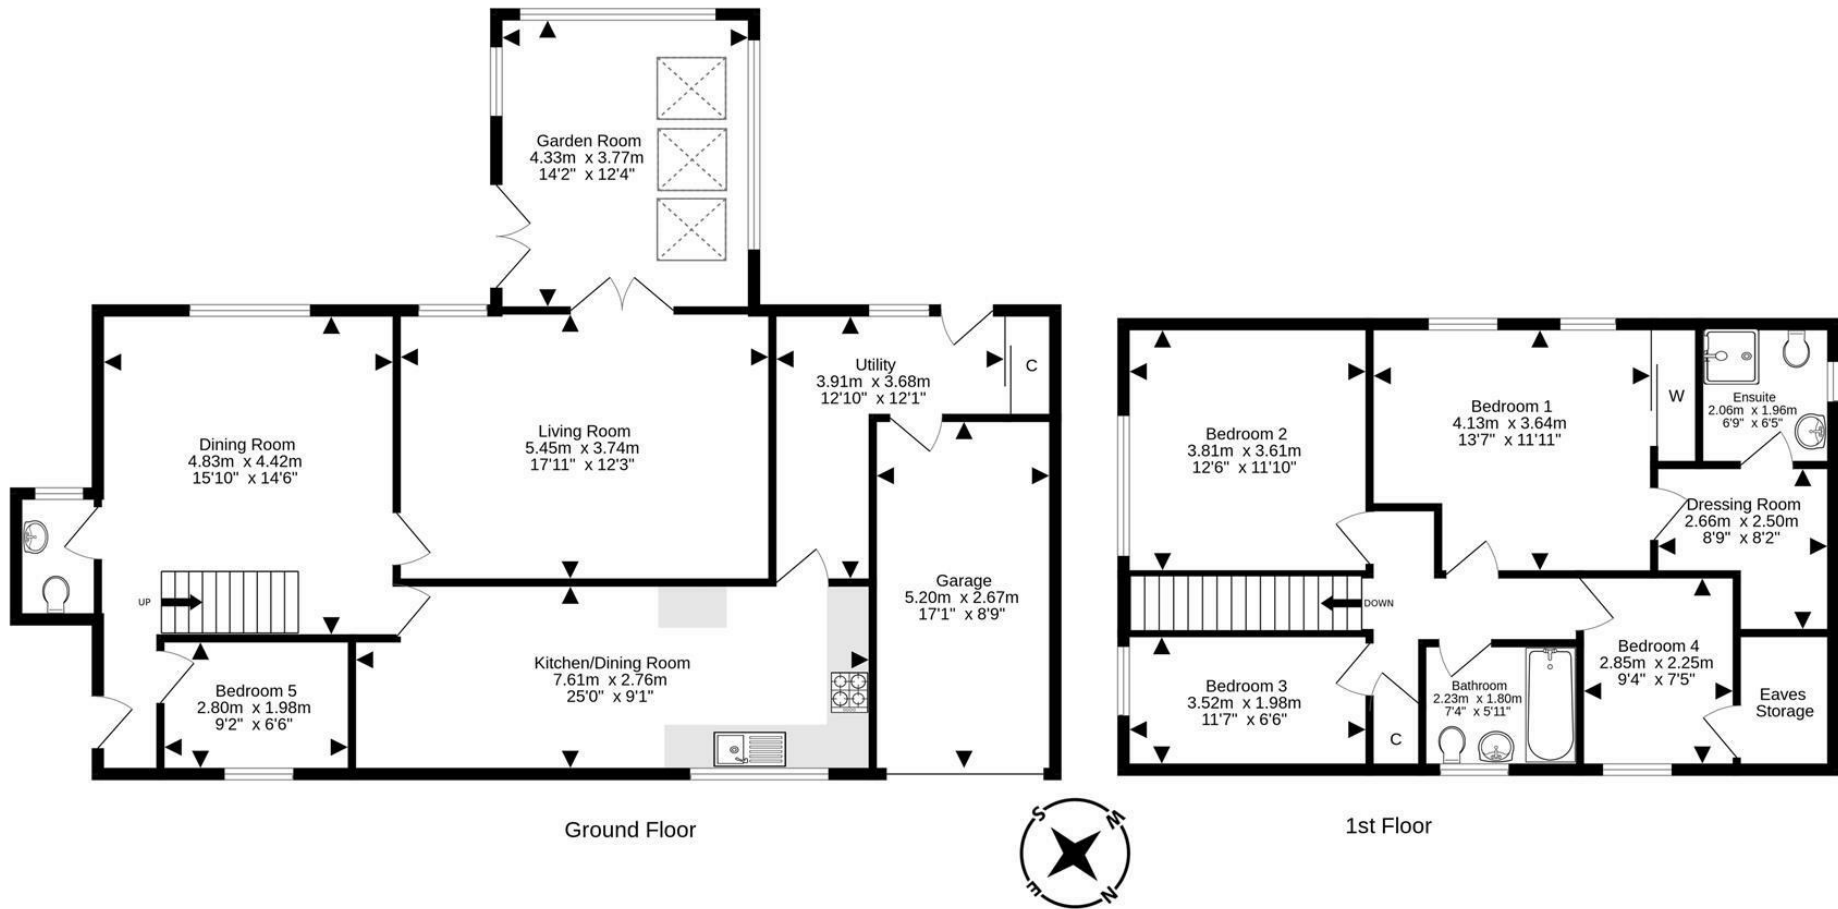 Garden Room
4.33m x 3.77m
14'2" x 12'4"
Utility
3.91m x 3.68m
12'10" x 12'1"
C
Dining Room
4.83m x 4.42m
15'10" x 14'6"
Living Room
5.45m x 3.74m
17'11" x 12'3"
UP
Garage
5.20m x 2.67m
17'1" x 8'9"
Kitchen/Dining Room
7.61m x 2.76m
25'0" x 9'1"
Bedroom 5
2.80m x 1.98m
9'2" x 6'6"
Ground Floor
Bedroom 2
3.81m x 3.61m
12'6" x 11'10"
Bedroom 1
4.13m x 3.64m
13'7" x 11'11"
W
Ensuite
2.06m x 1.96m
6'9" x 6'5"
Dressing Room
2.66m x 2.50m
8'9" x 8'2"
DOWN
Bedroom 3
3.52m x 1.98m
11'7" x 6'6"
C
Bathroom
2.23m x 1.80m
7'4" x 5'11"
Bedroom 4
2.85m x 2.25m
9'4" x 7'5"
Eaves
Storage
1st Floor
S
W
E
N